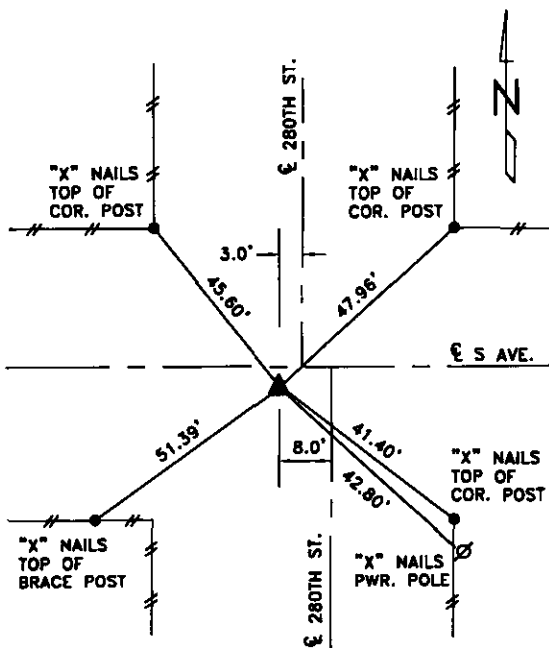 N
℄ 280TH ST.
"X" NAILS
TOP OF
COR. POST
"X" NAILS
TOP OF
COR. POST
3.0'
45.60'
47.96'
℄ S AVE.
51.39'
8.0'
41.40'
42.80'
"X" NAILS
TOP OF
COR. POST
"X" NAILS
TOP OF
BRACE POST
℄ 280TH ST.
"X" NAILS
PWR. POLE